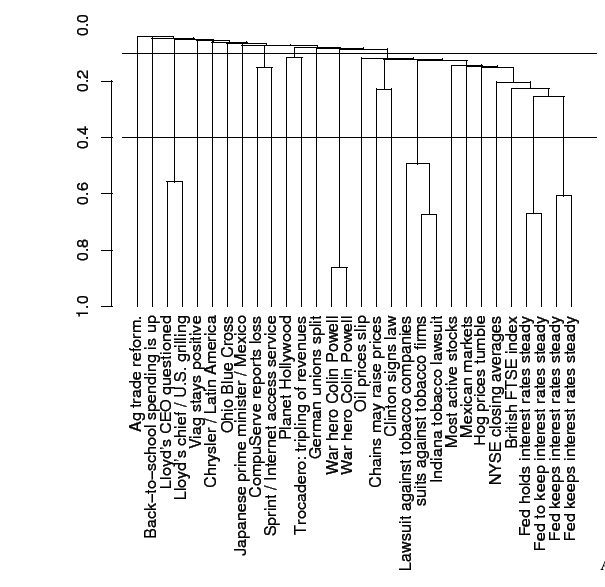 0.0
0.2
0.4
0.6
0.8
1.0
Ag trade reform.
Back−to−school spending is up
Lloyd's CEO questioned
Lloyd's chief / U.S. grilling
Viag stays positive
Chrysler / Latin America
Ohio Blue Cross
Japanese prime minister / Mexico
CompuServe reports loss
Sprint / Internet access service
Planet Hollywood
Trocadero: tripling of revenues
German unions split
War hero Colin Powell
War hero Colin Powell
Oil prices slip
Chains may raise prices
Clinton signs law
Lawsuit against tobacco companies
suits against tobacco firms
Indiana tobacco lawsuit
Most active stocks
Mexican markets
Hog prices tumble
NYSE closing averages
British FTSE index
Fed holds interest rates steady
Fed to keep interest rates steady
Fed keeps interest rates steady
Fed keeps interest rates steady